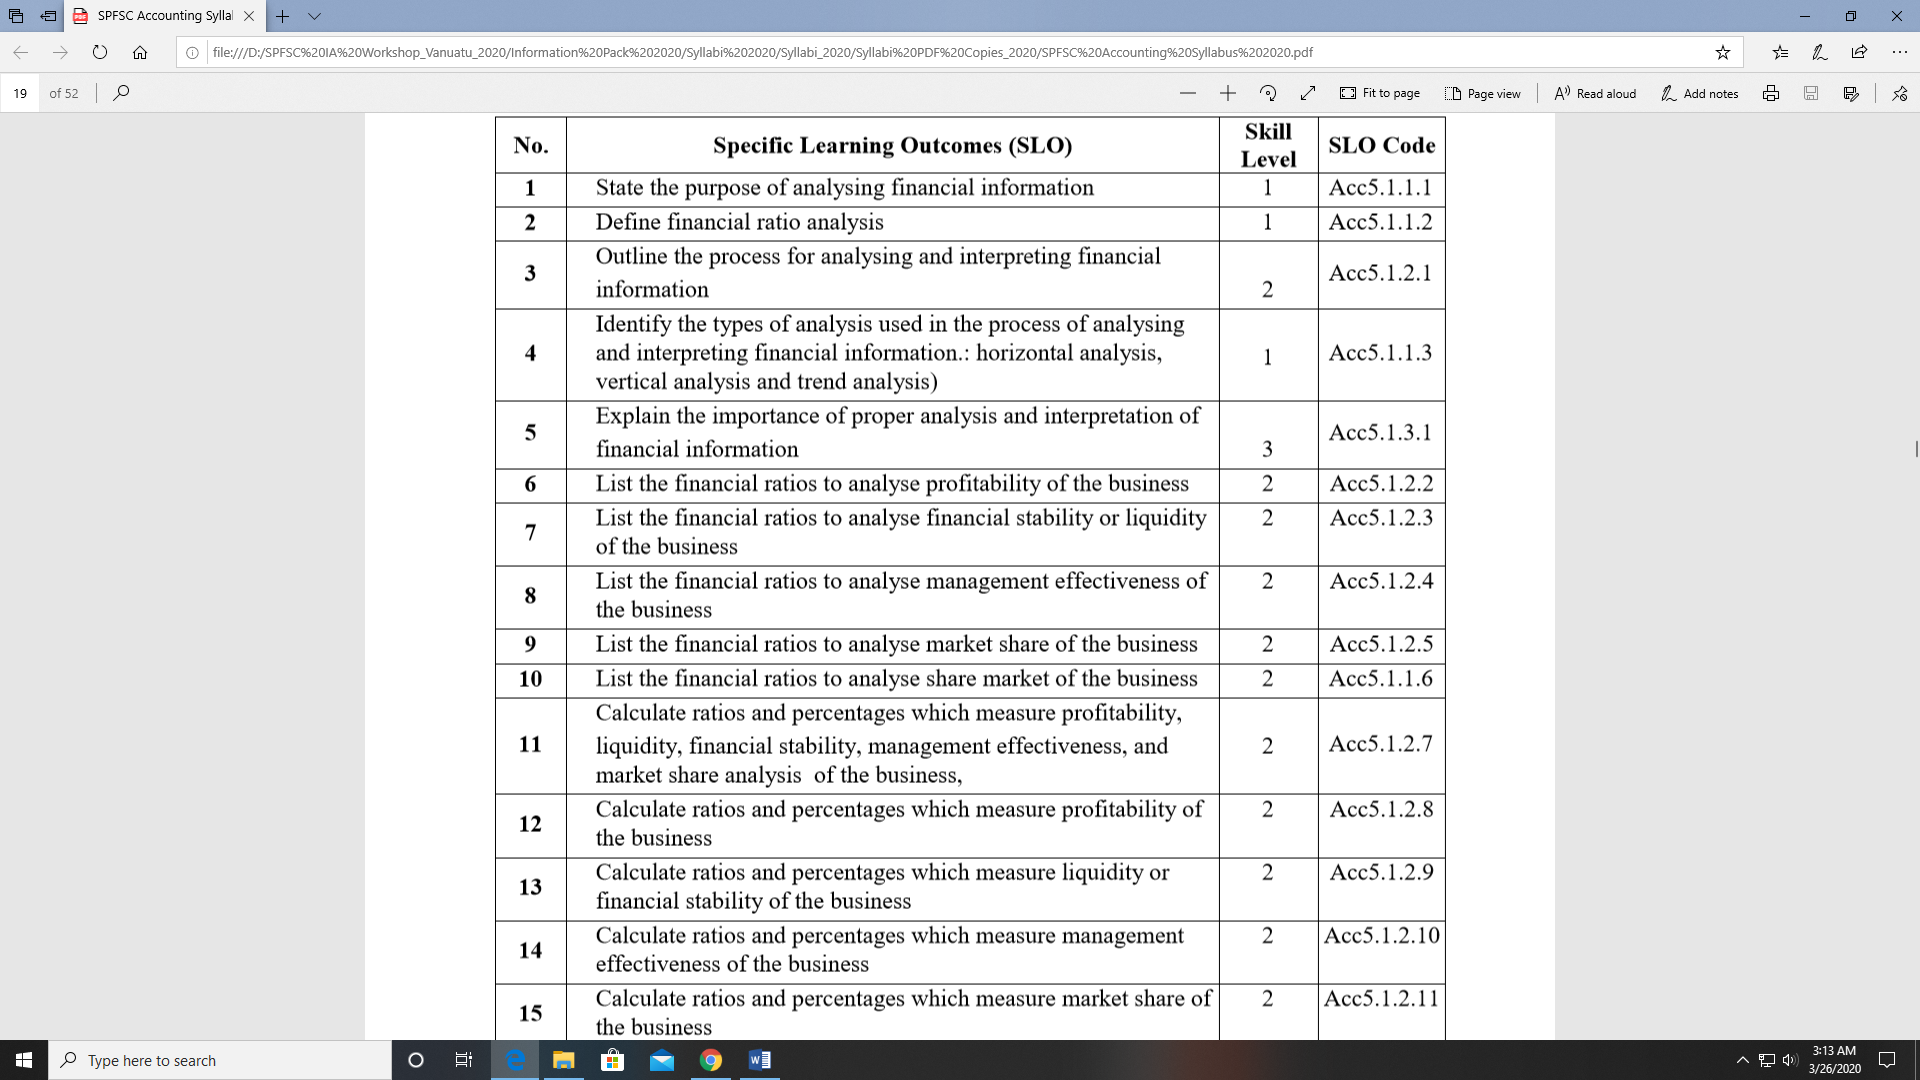 SPFSC Accounting Sylla
file:///D:/SPFSC%20IA%20Workshop_Vanuatu_2020/Information%20Pack%202020/Syllabi%202020/Syllabi_2020/Syllabi%20PDF%20Copies_2020/SPFSC%20Accounting%20Syllabus%202020.pdf
19 of 52 Fit to page Page view Read aloud Add notes
No. Specific Learning Outcomes (SLO) Skill Level SLO Code
1 State the purpose of analysing financial information 1 Acc5.1.1.1
2 Define financial ratio analysis 1 Acc5.1.1.2
3 Outline the process for analysing and interpreting financial
information 2 Acc5.1.2.1
4 Identify the types of analysis used in the process of analysing
and interpreting financial information.: horizontal analysis,
vertical analysis and trend analysis) 1 Acc5.1.1.3
5 Explain the importance of proper analysis and interpretation of
financial information 3 Acc5.1.3.1
6 List the financial ratios to analyse profitability of the business 2 Acc5.1.2.2
7 List the financial ratios to analyse financial stability or liquidity
of the business 2 Acc5.1.2.3
8 List the financial ratios to analyse management effectiveness of
the business 2 Acc5.1.2.4
9 List the financial ratios to analyse market share of the business 2 Acc5.1.2.5
10 List the financial ratios to analyse share market of the business 2 Acc5.1.1.6
11 Calculate ratios and percentages which measure profitability,
liquidity, financial stability, management effectiveness, and
market share analysis  of the business, 2 Acc5.1.2.7
12 Calculate ratios and percentages which measure profitability of
the business 2 Acc5.1.2.8
13 Calculate ratios and percentages which measure liquidity or
financial stability of the business 2 Acc5.1.2.9
14 Calculate ratios and percentages which measure management
effectiveness of the business 2 Acc5.1.2.10
15 Calculate ratios and percentages which measure market share of
the business 2 Acc5.1.2.11
Type here to search
3:13 AM
3/26/2020